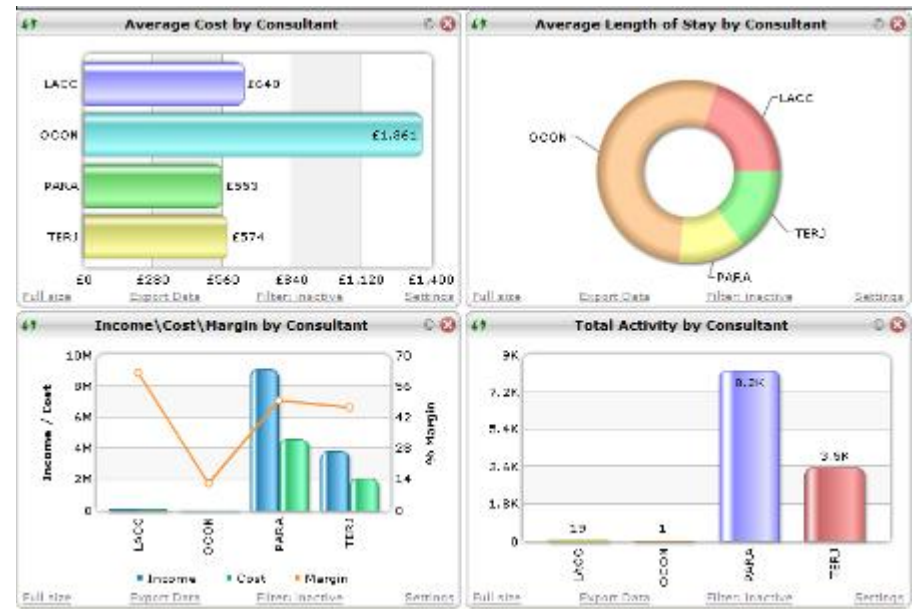 Average Cost by Consultant
LACC
£640
OCON
PARA
£553
TERJ
£574
£0 £280 £560 £840 £1,120 £1,400
Full size Export Data Filter: inactive Settings
Average Length of Stay by Consultant
LACC
OCON
TERJ
PARA
Full size Export Data Filter: inactive Settings
Income\Cost\Margin by Consultant
10M 70
8M 56
6M 42
4M 28
2M 14
0 0
Income / Cost
% Margin
LACC OCON PARA TERJ
Income Cost Margin
Full size Export Data Filter: inactive Settings
Total Activity by Consultant
9K
7.2K
5.4K
3.6K
1.8K
0
19 1 8.2K
LACC OCON PARA TERJ
Full size Export Data Filter: inactive Settings